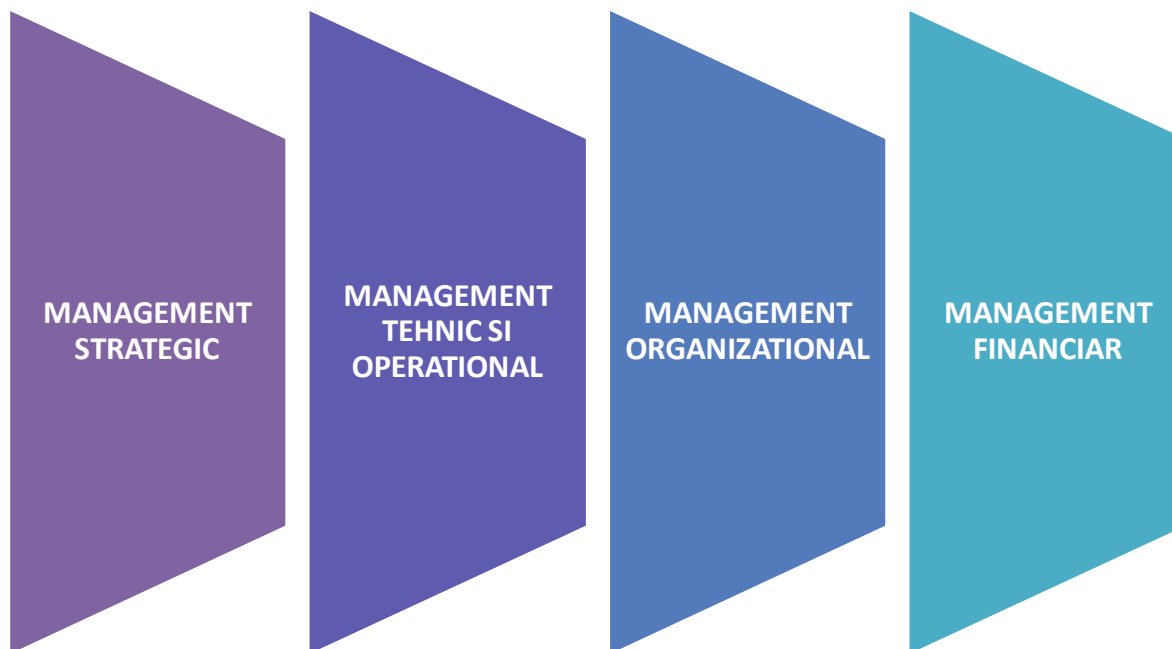 MANAGEMENT
STRATEGIC
MANAGEMENT
TEHNIC SI
OPERATIONAL
MANAGEMENT
ORGANIZATIONAL
MANAGEMENT
FINANCIAR